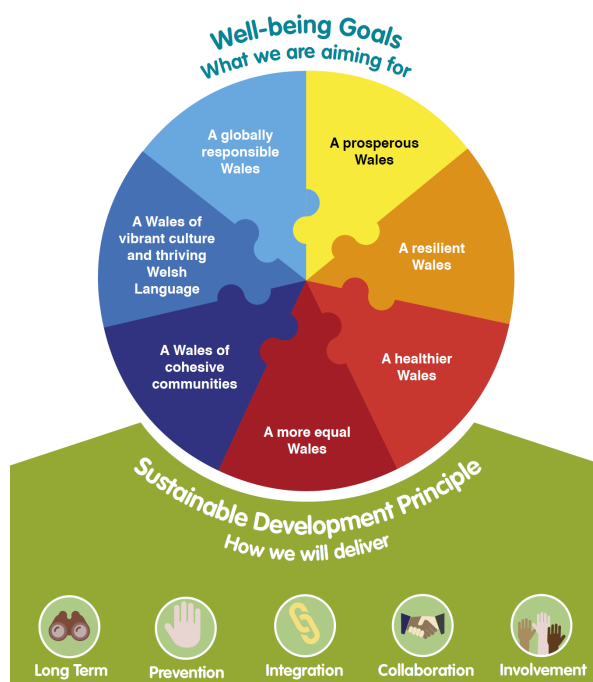 Well-being Goals
What we are aiming for
A globally
responsible
Wales
A prosperous
Wales
A Wales of
vibrant culture
and thriving
Welsh
Language
A resilient
Wales
A Wales of
cohesive
communities
A healthier
Wales
A more equal
Wales
Sustainable Development Principle
How we will deliver
Long Term
Prevention
Integration
Collaboration
Involvement